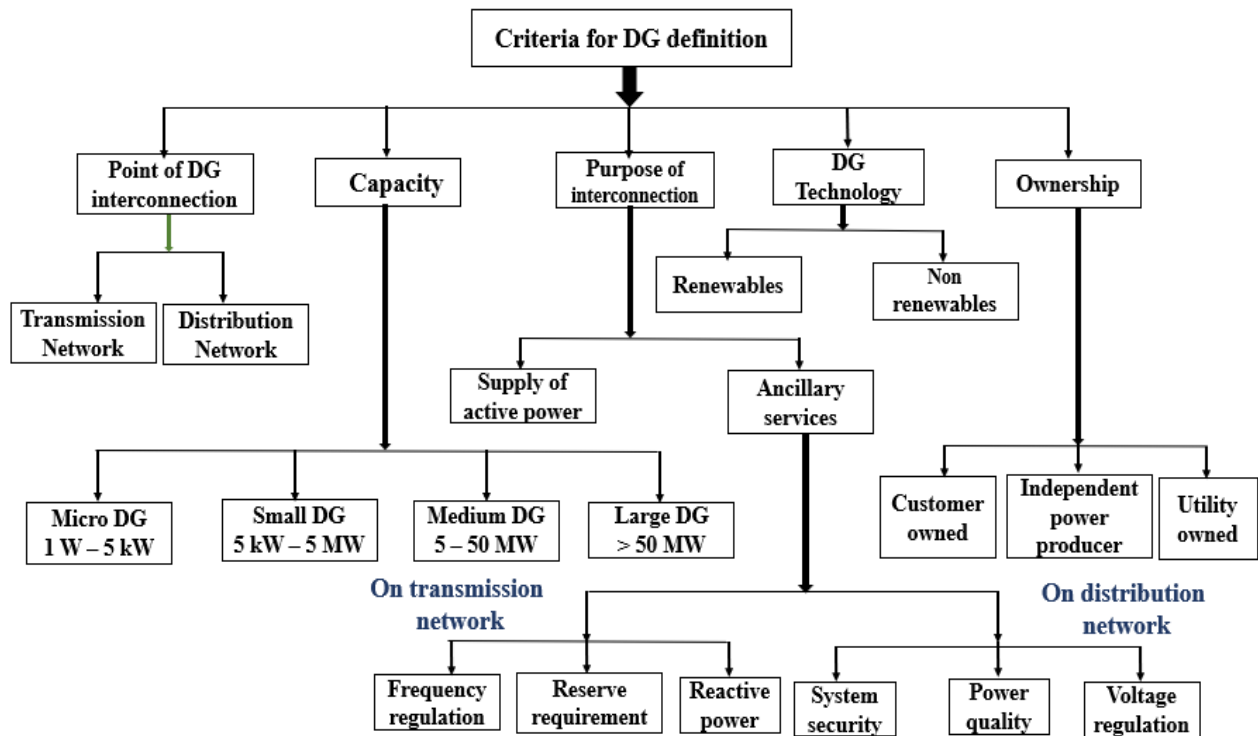 Criteria for DG definition
Point of DG
interconnection
Capacity
Purpose of
interconnection
DG
Technology
Ownership
Transmission
Network
Distribution
Network
Renewables
Non
renewables
Supply of
active power
Ancillary
services
Micro DG
1 W – 5 kW
Small DG
5 kW – 5 MW
Medium DG
5 – 50 MW
Large DG
> 50 MW
Customer
owned
Independent
power
producer
Utility
owned
On transmission
network
On distribution
network
Frequency
regulation
Reserve
requirement
Reactive
power
System
security
Power
quality
Voltage
regulation